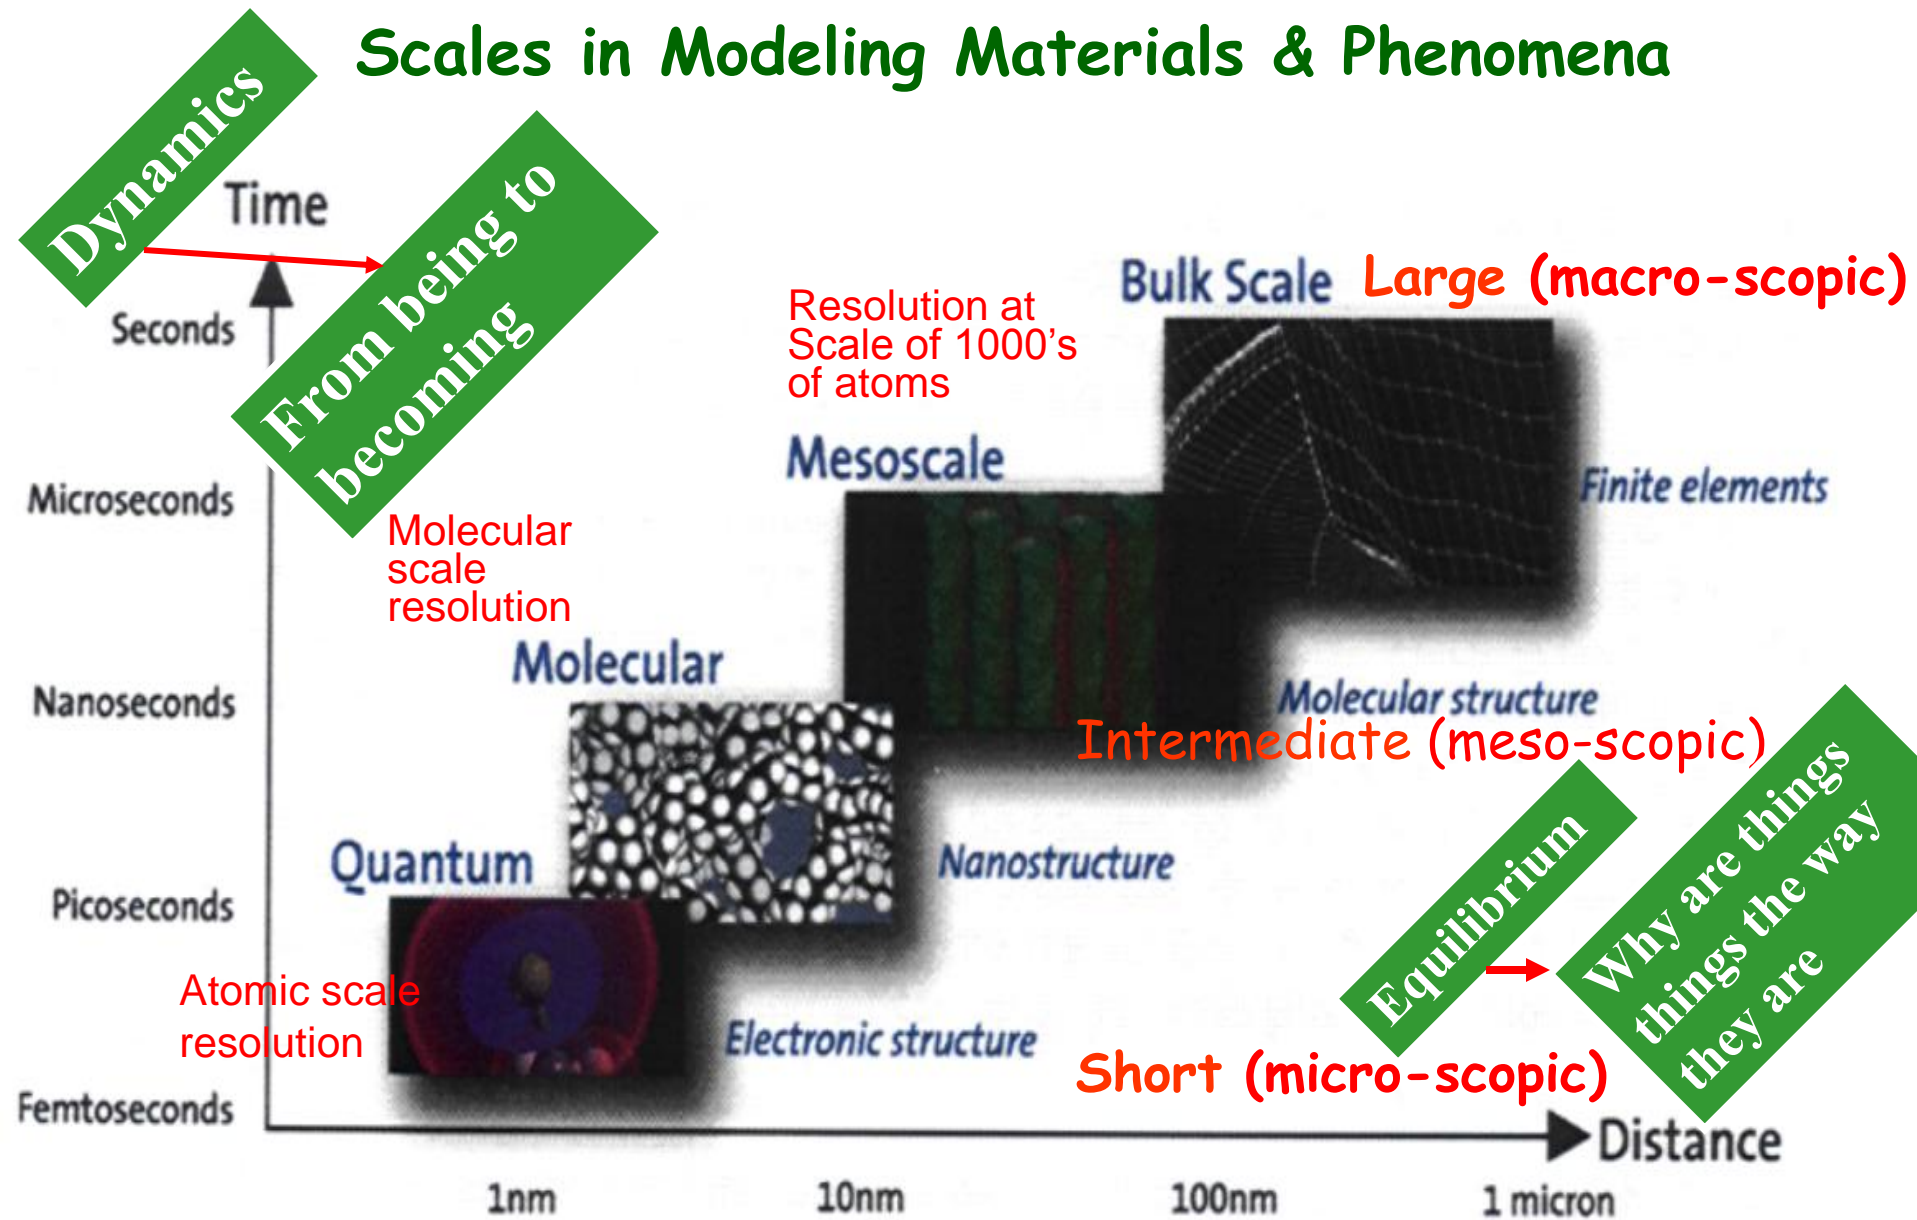 Scales in Modeling Materials & Phenomena
Dynamics
From being to
becoming
Time
Seconds
Microseconds
Nanoseconds
Picoseconds
Femtoseconds
Bulk Scale
Large (macro-scopic)
Resolution at
Scale of 1000's
of atoms
Mesoscale
Finite elements
Molecular
scale
resolution
Molecular
Molecular structure
Intermediate (meso-scopic)
Quantum
Nanostructure
Atomic scale
resolution
Electronic structure
Short (micro-scopic)
Equilibrium
Why are things
things the way
they are
Distance
1nm
10nm
100nm
1 micron